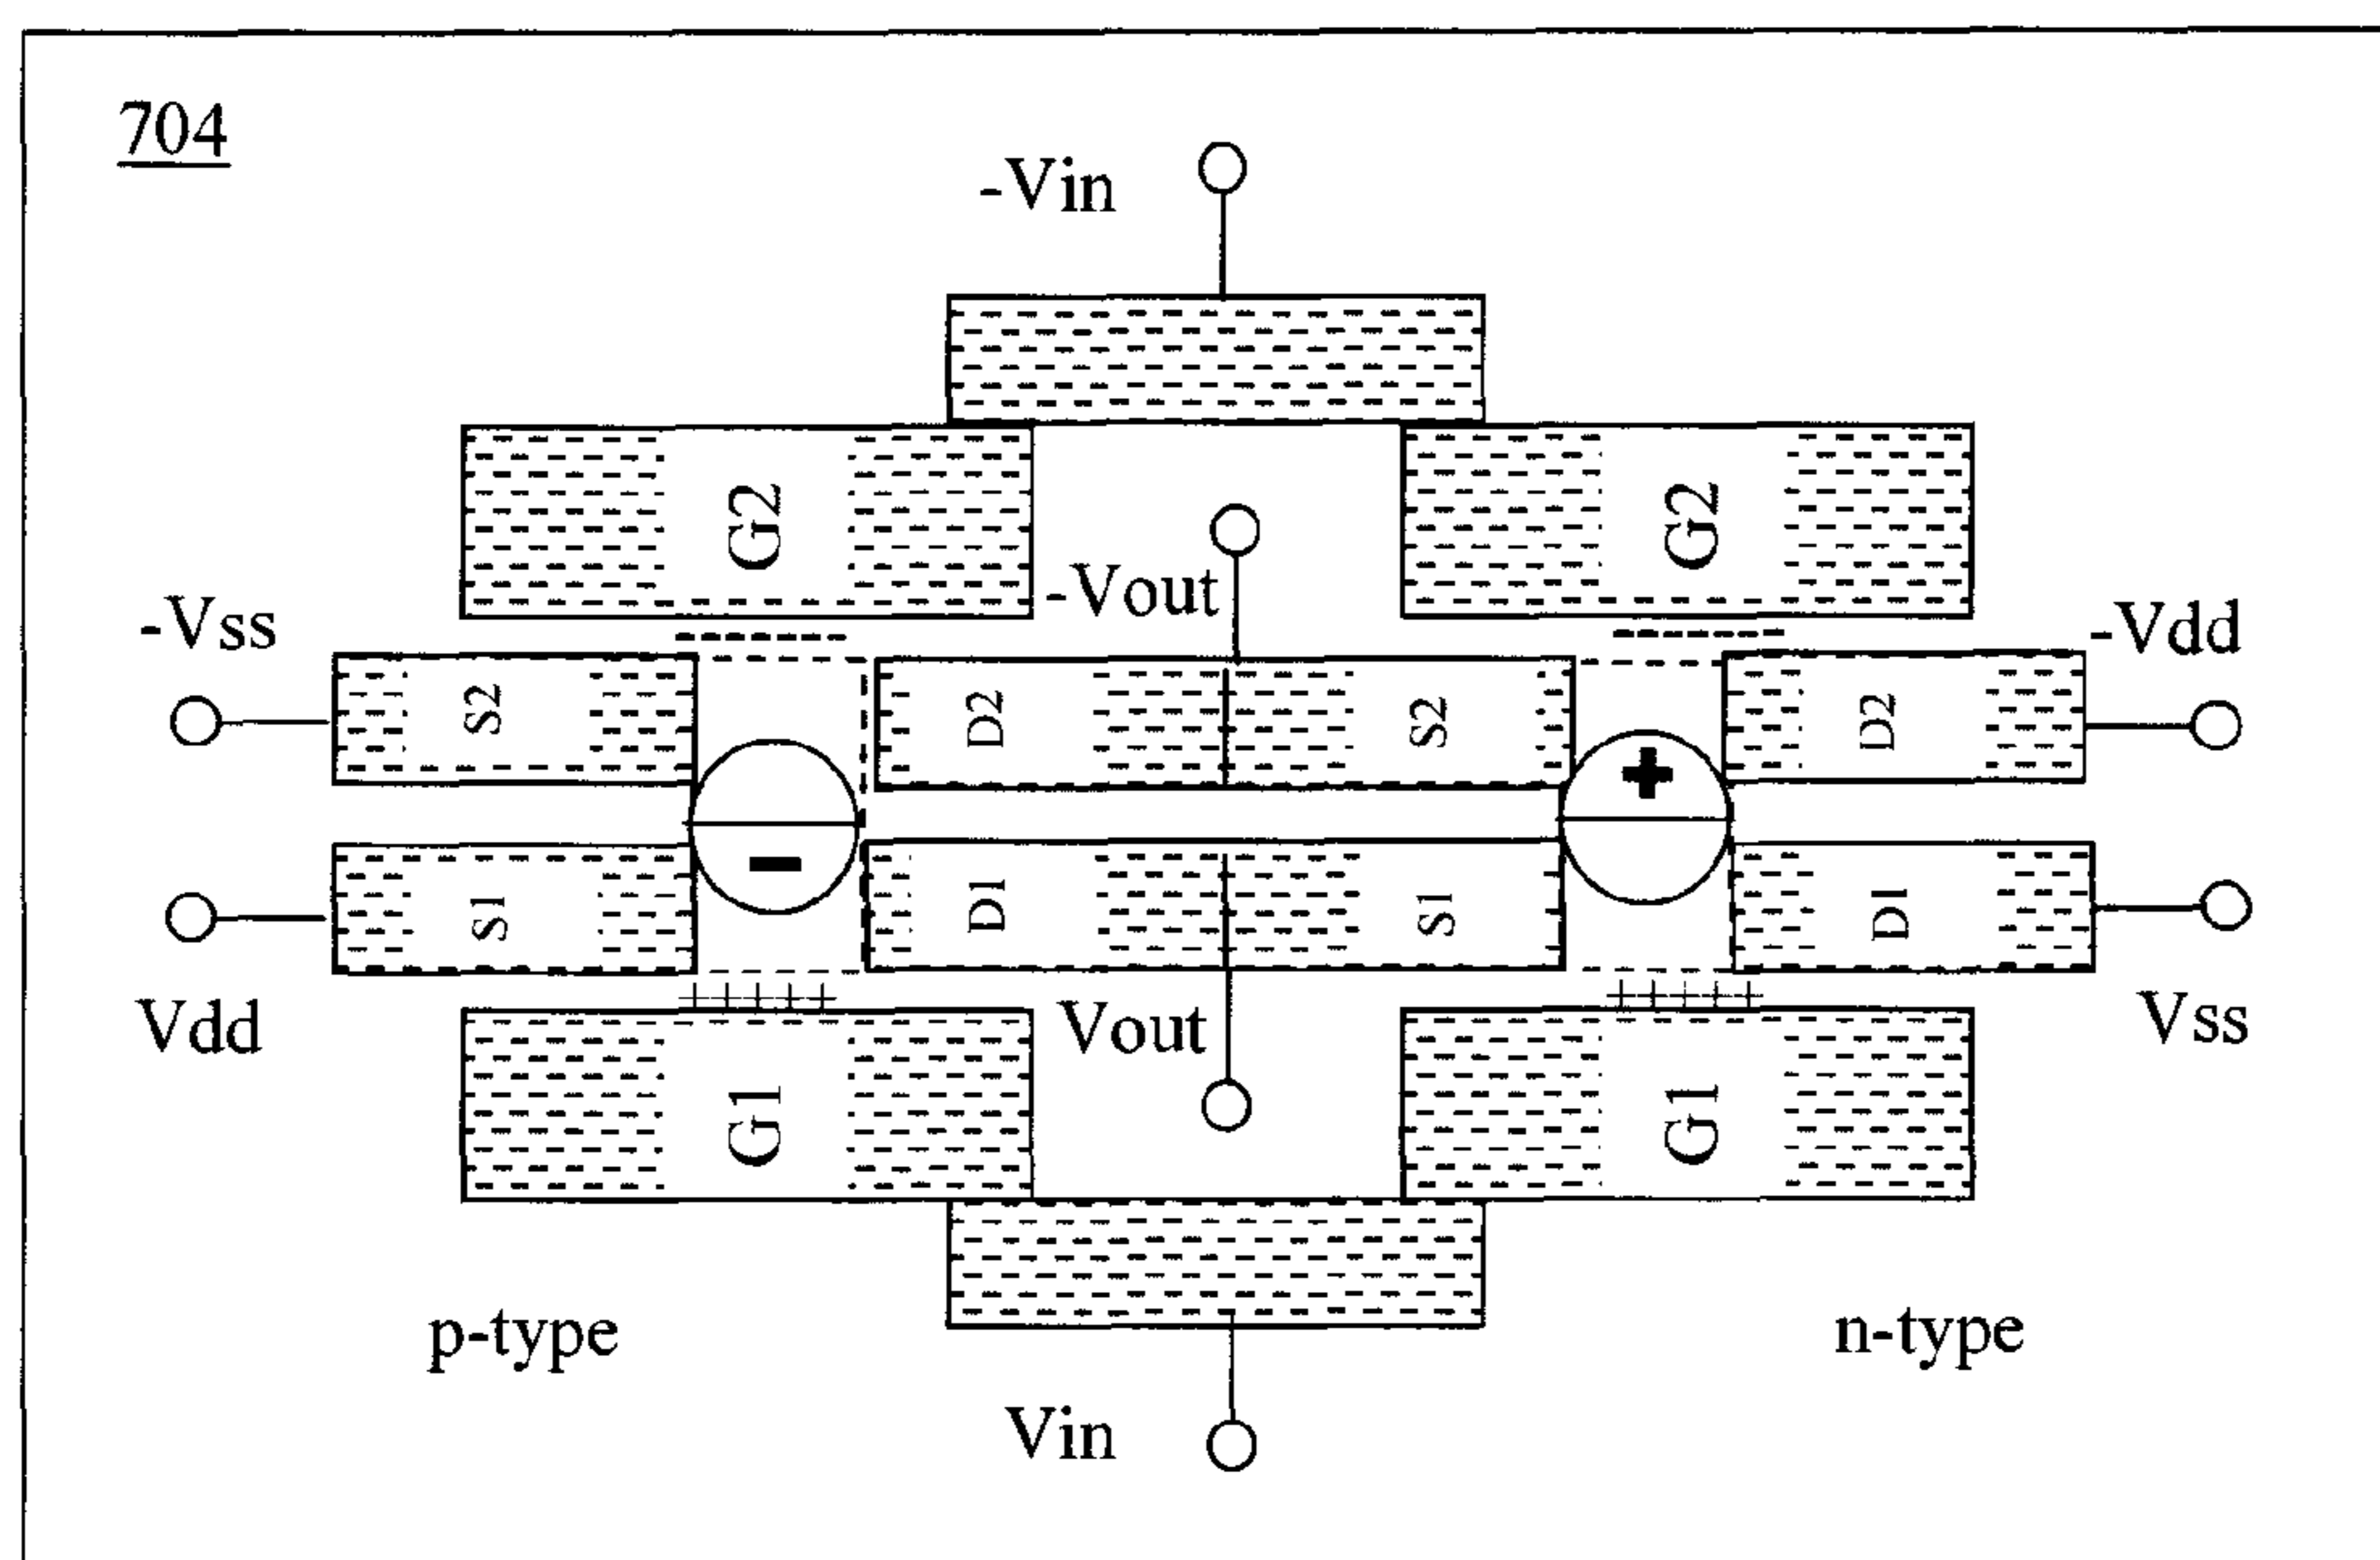 704
-Vin
G2 G2
-Vout
-Vss -Vdd
S2 D2 S2 D2
+
-
S1 D1 S1 D1
Vdd Vout Vss
G1 G1
p-type n-type
Vin